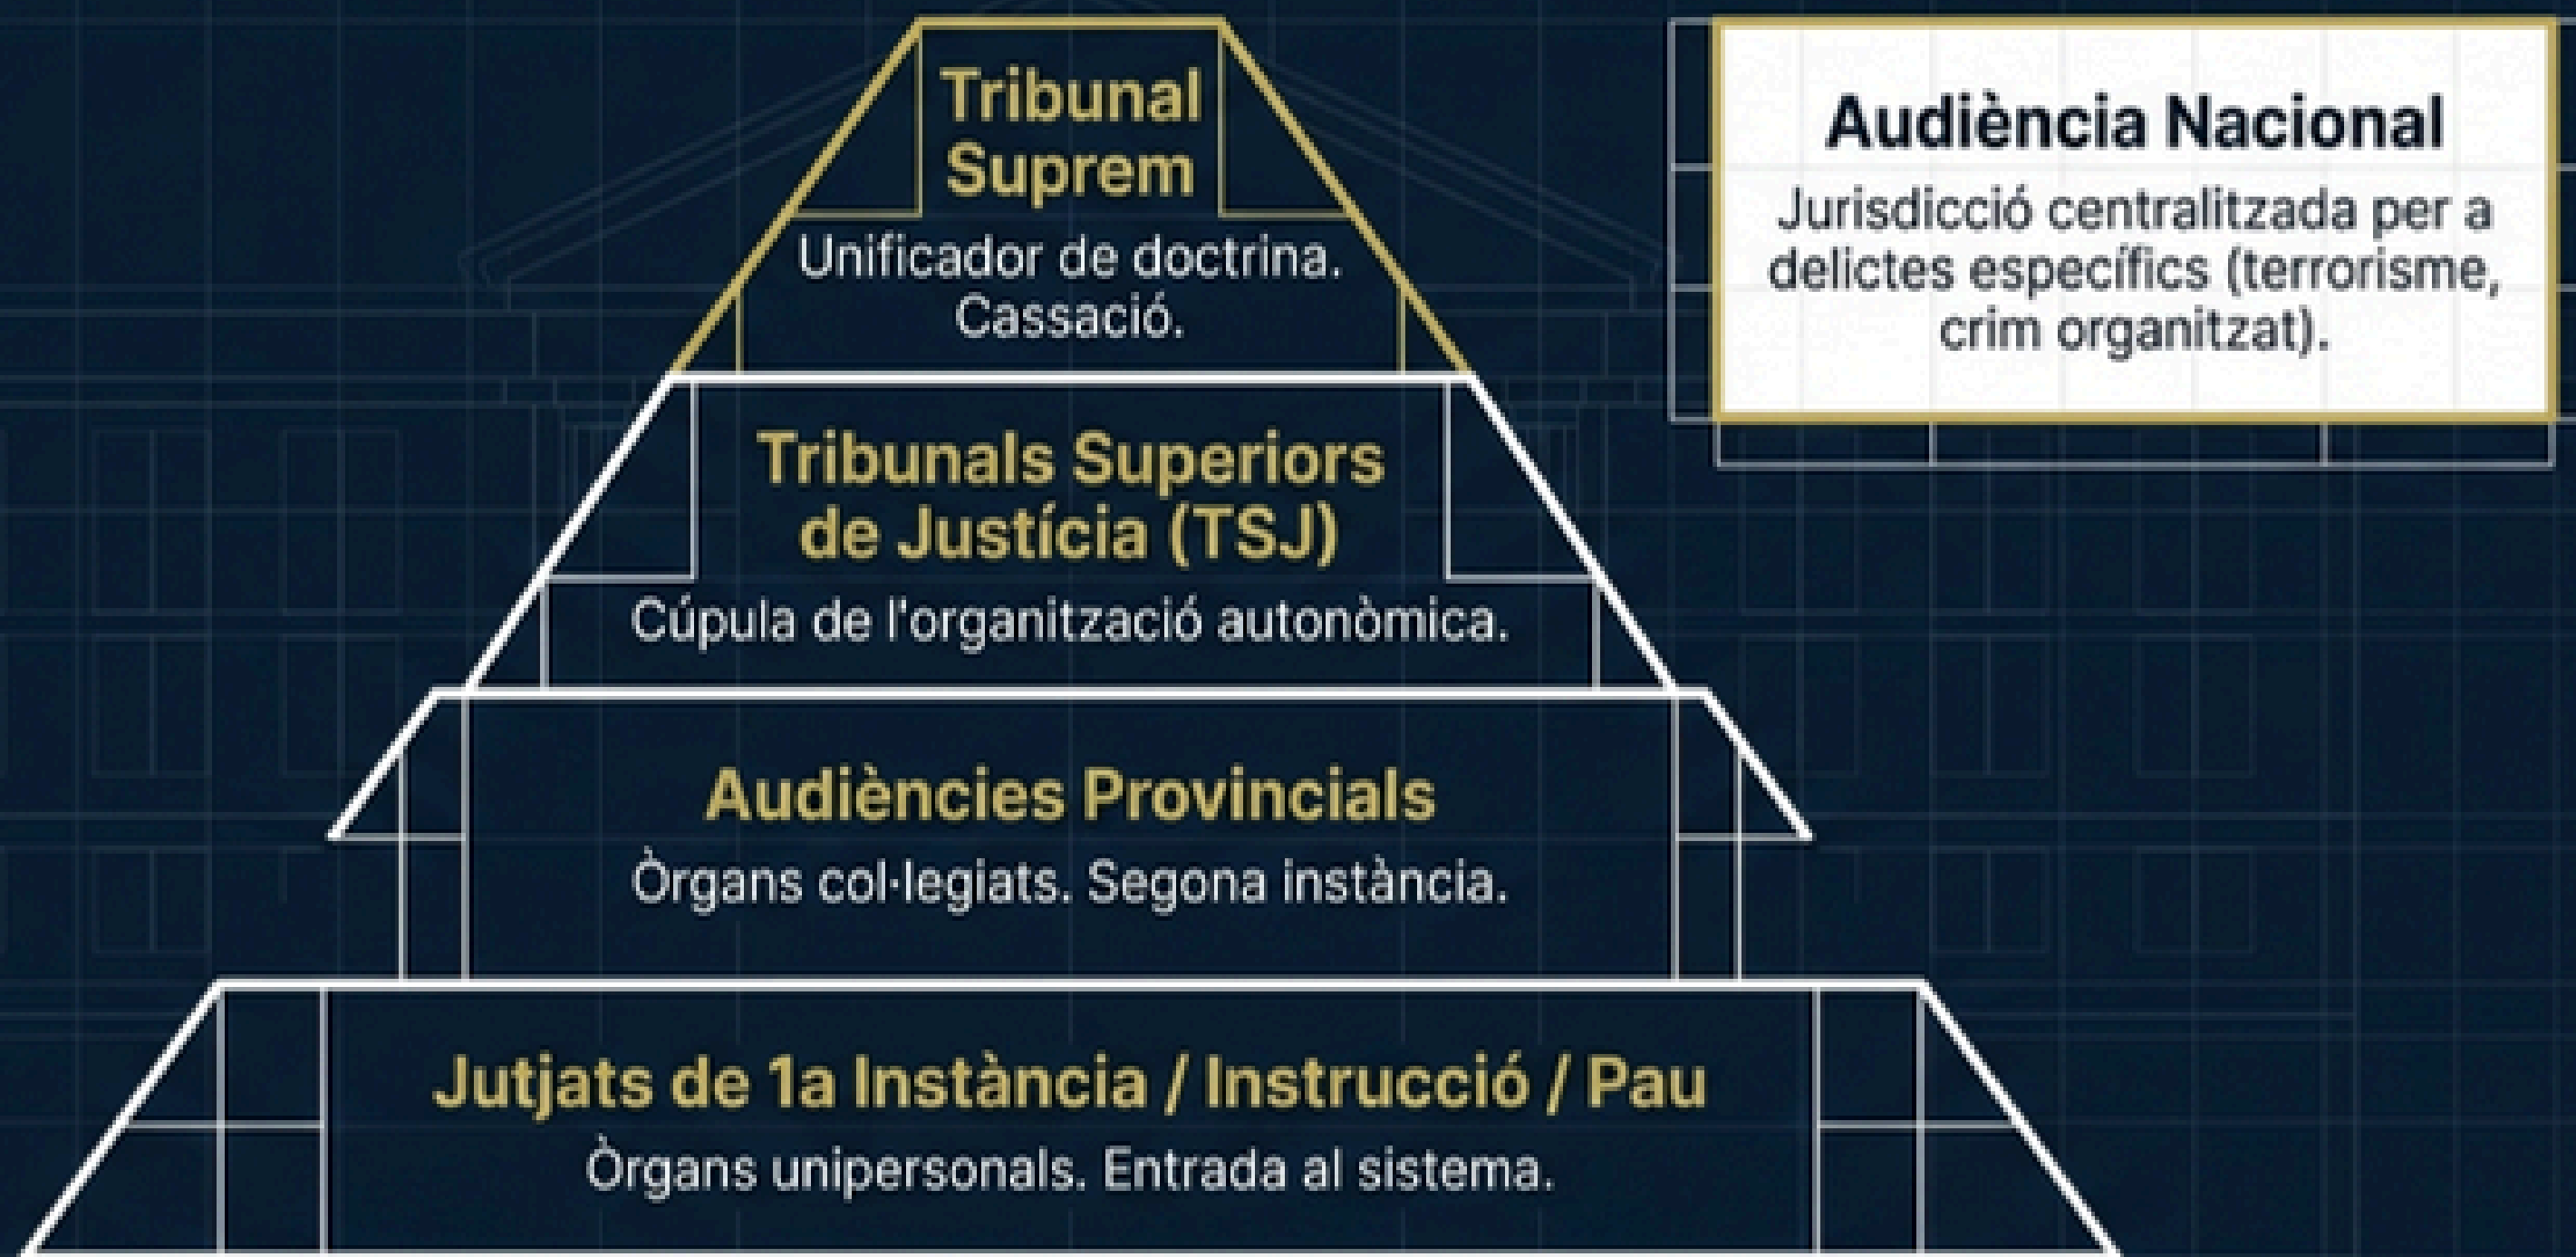 Tribunal
Suprem
Unificador de doctrina.
Cassació.
Audiència Nacional
Jurisdicció centralitzada per a
delictes específics (terrorisme,
crim organitzat).
Tribunals Superiors
de Justícia (TSJ)
Cúpula de l'organització autonòmica.
Audiències Provincials
Òrgans col·legiats. Segona instància.
Jutjats de 1a Instància / Instrucció / Pau
Òrgans unipersonals. Entrada al sistema.